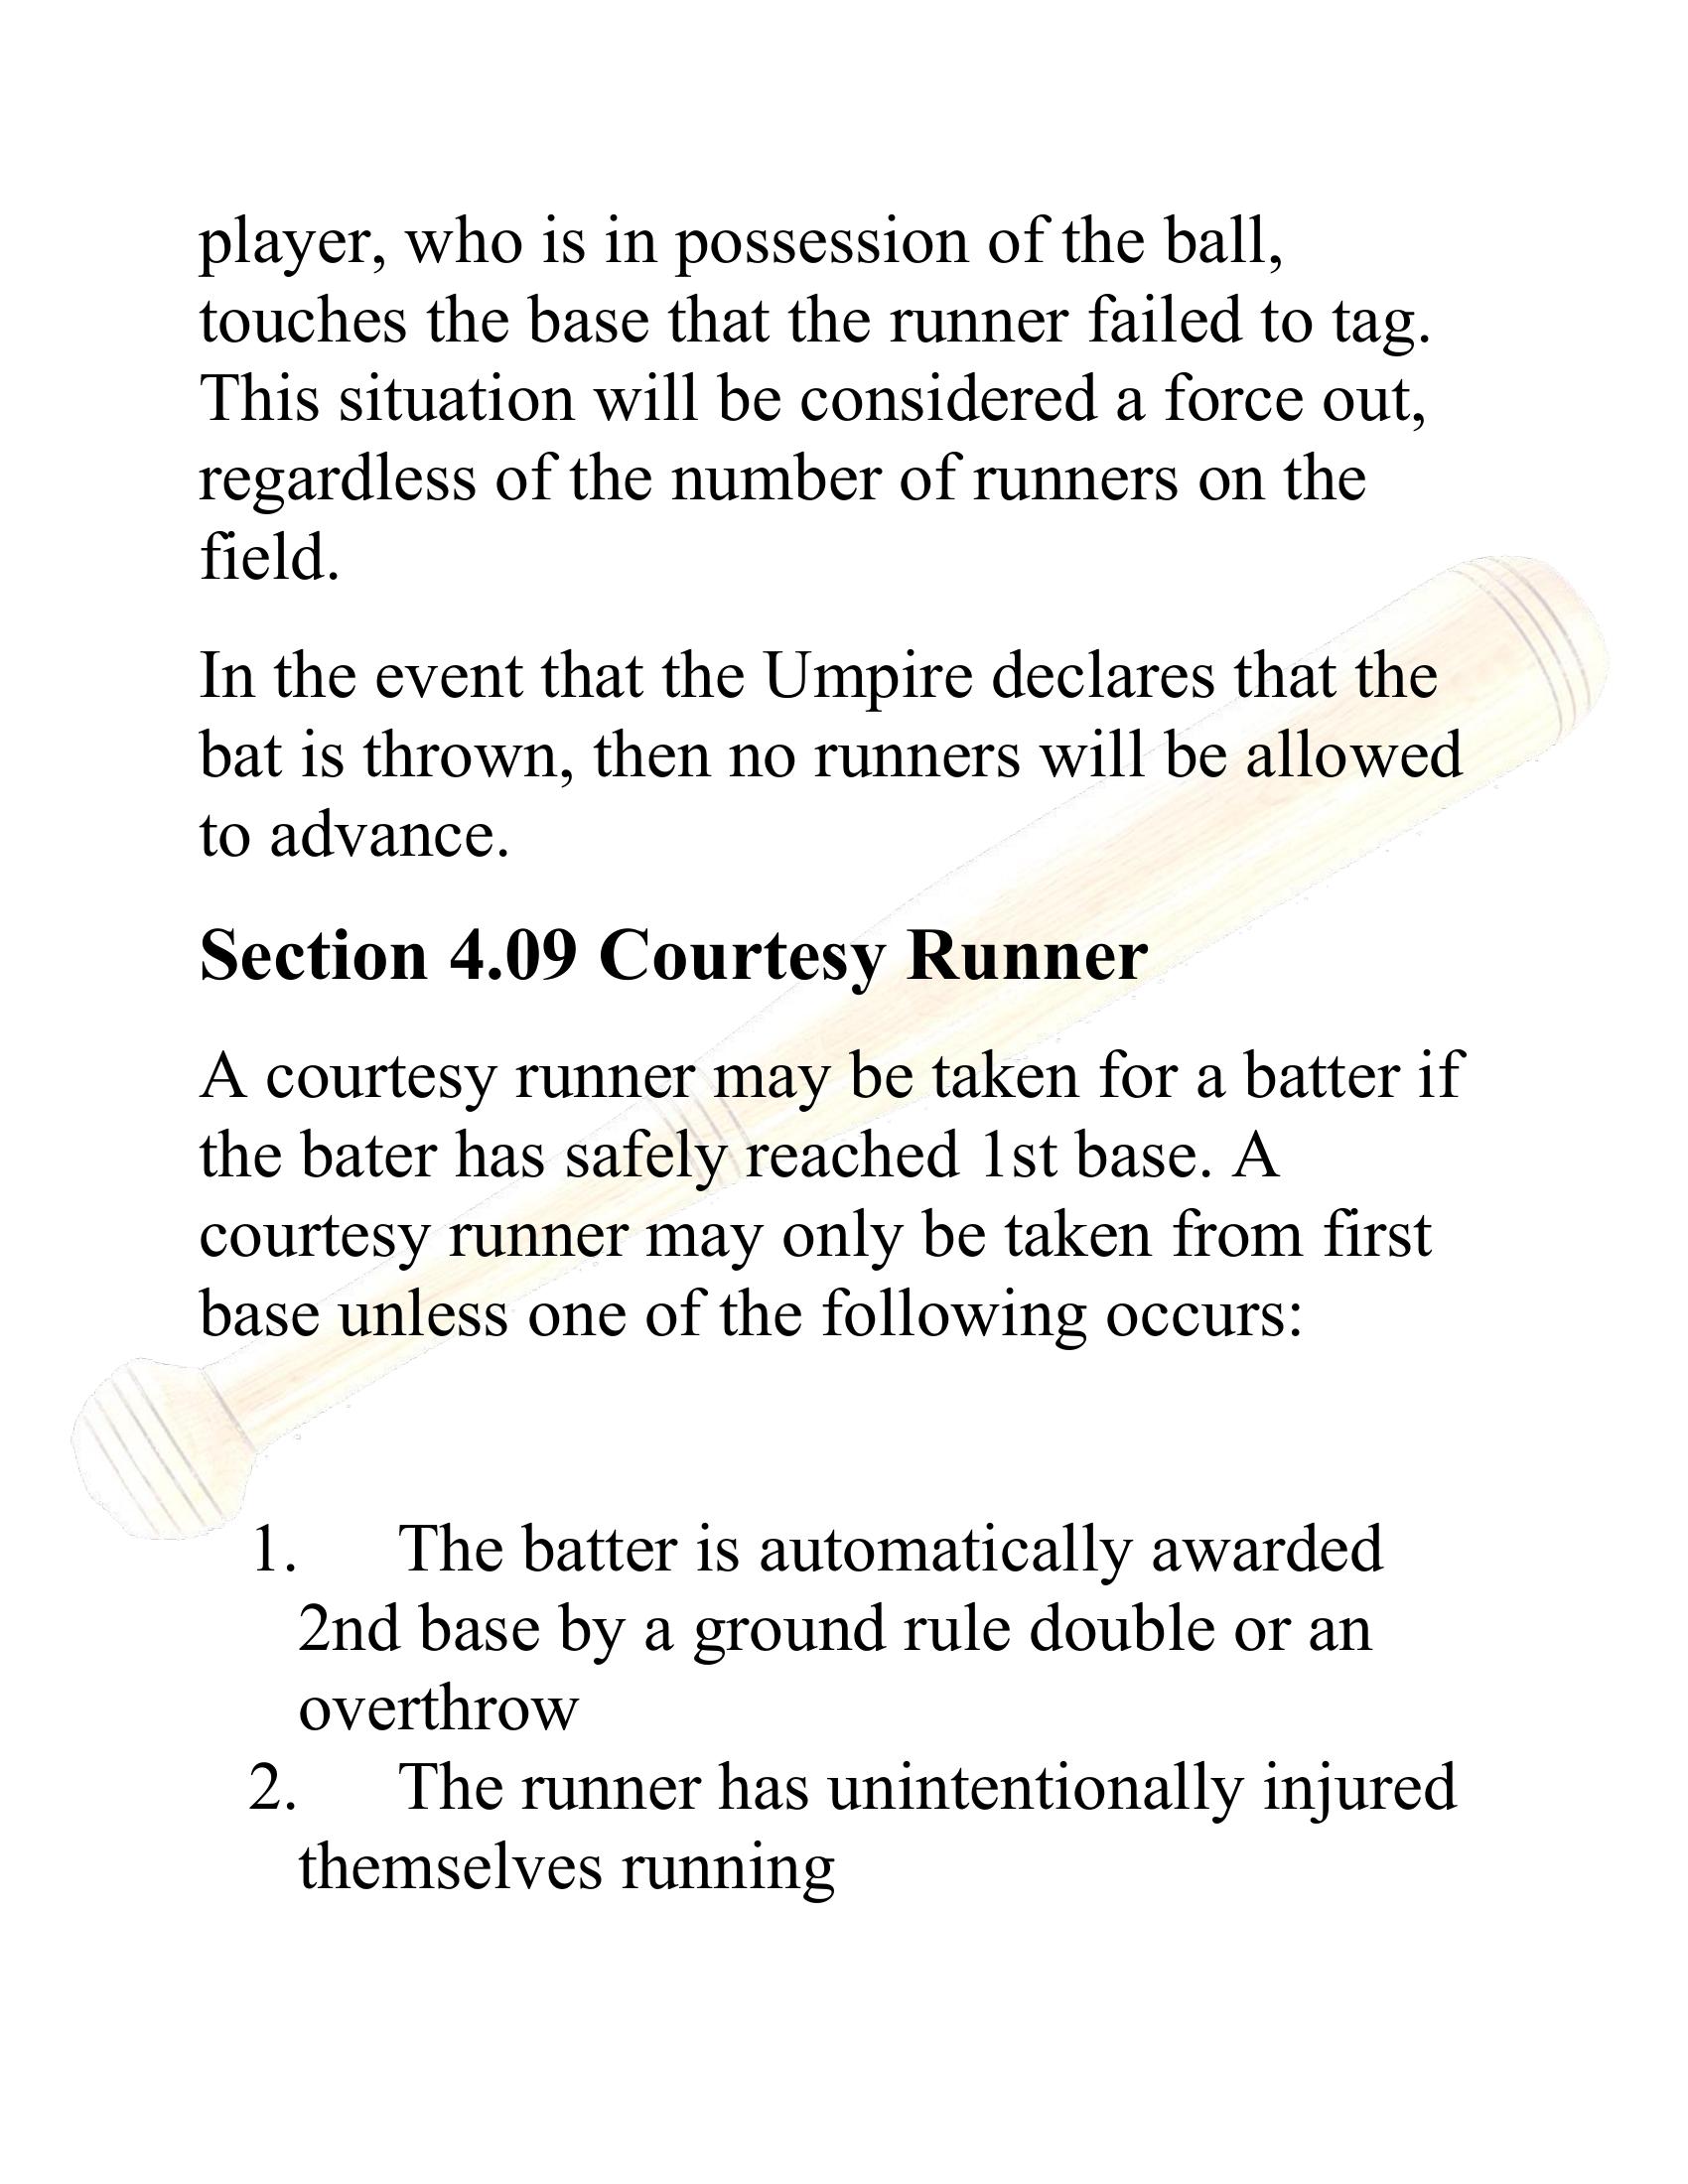 player, who is in possession of the ball,
touches the base that the runner failed to tag.
This situation will be considered a force out,
regardless of the number of runners on the
field.
In the event that the Umpire declares that the
bat is thrown, then no runners will be allowed
to advance.
Section 4.09 Courtesy Runner
A courtesy runner may be taken for a batter if
the bater has safely reached 1st base. A
courtesy runner may only be taken from first
base unless one of the following occurs:
1. The batter is automatically awarded
2nd base by a ground rule double or an
overthrow
2. The runner has unintentionally injured
themselves running